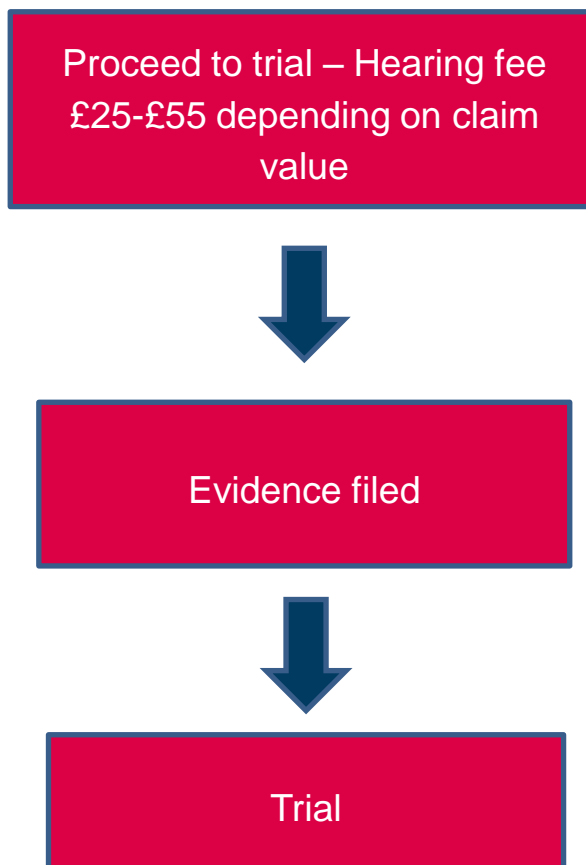 Proceed to trial – Hearing fee
£25-£55 depending on claim
value
Evidence filed
Trial